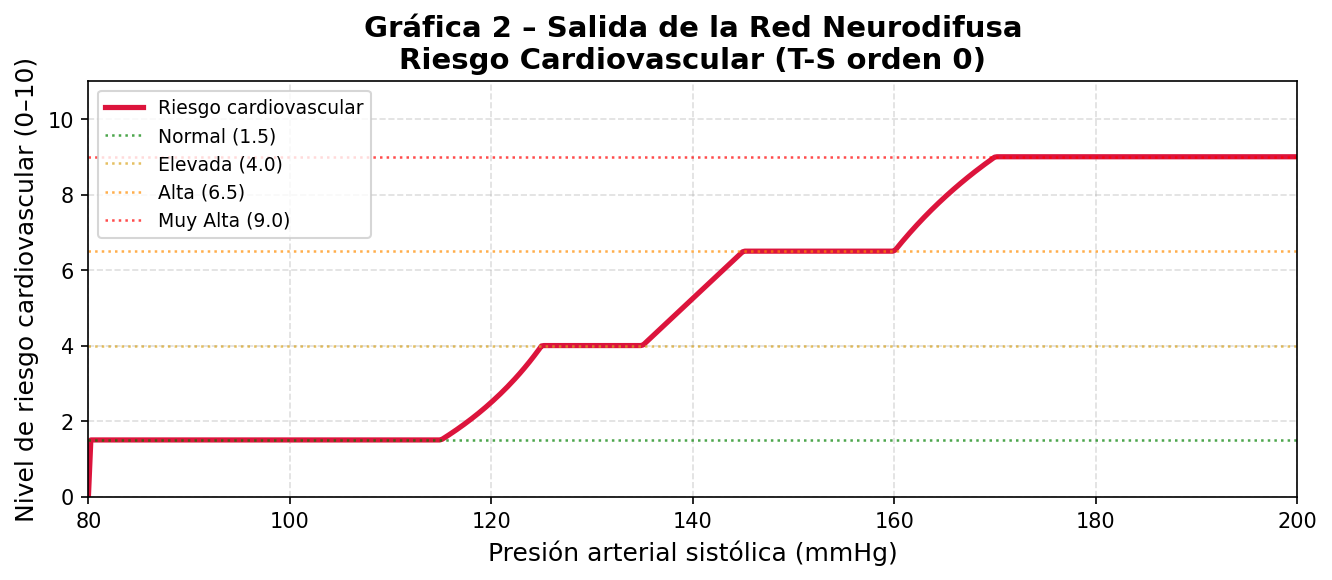 Gráfica 2 – Salida de la Red Neurodifusa
Riesgo Cardiovascular (T-S orden 0)
Nivel de riesgo cardiovascular (0–10)
10
8
6
4
2
0
Riesgo cardiovascular
Normal (1.5)
Elevada (4.0)
Alta (6.5)
Muy Alta (9.0)
80 100 120 140 160 180 200
Presión arterial sistólica (mmHg)